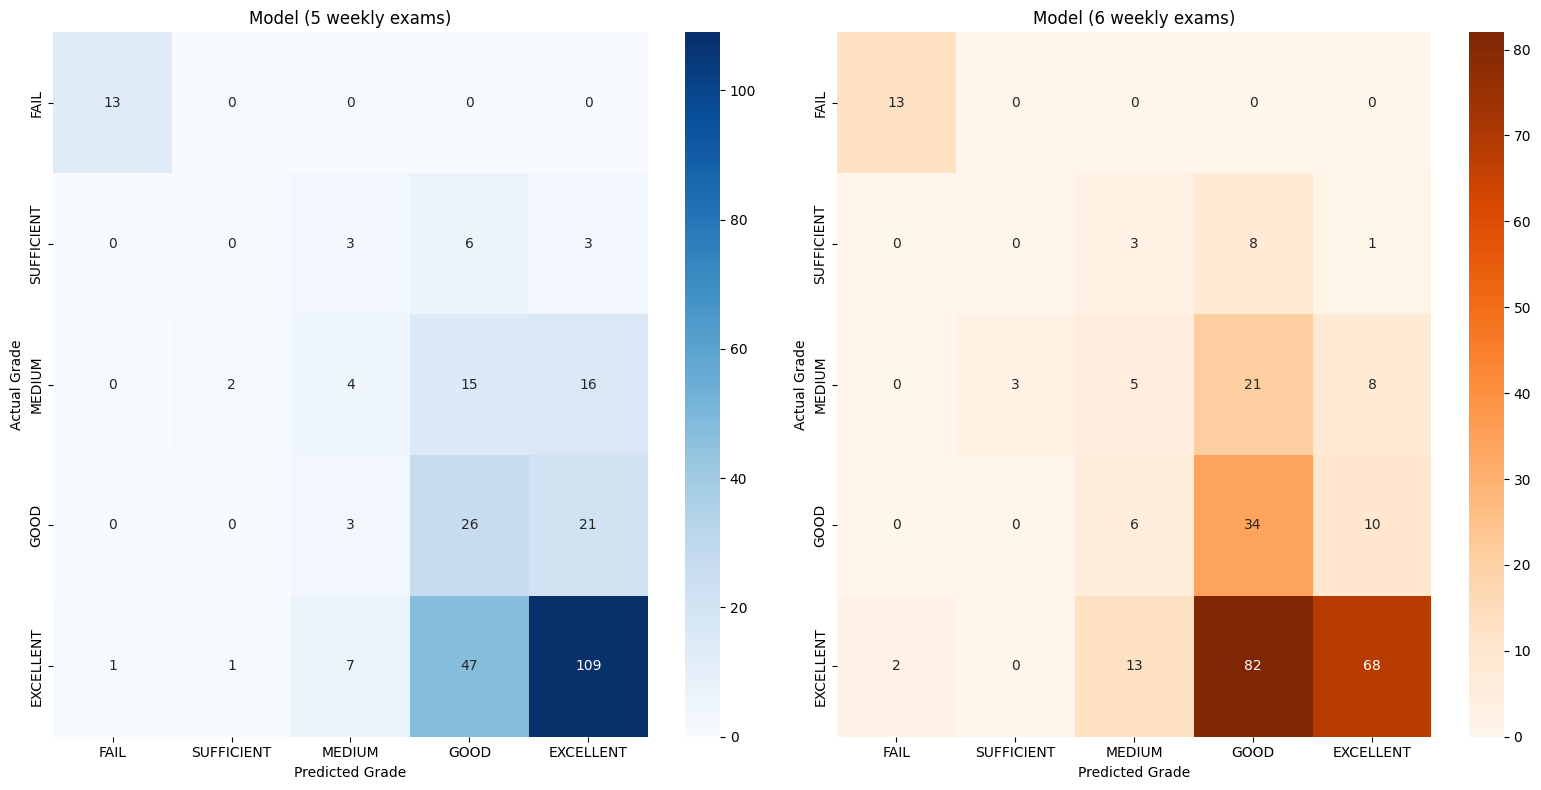 Model (5 weekly exams)
Actual Grade
FAIL
13 0 0 0 0
SUFFICIENT
0 0 3 6 3
MEDIUM
0 2 4 15 16
GOOD
0 0 3 26 21
EXCELLENT
1 1 7 47 109
FAIL SUFFICIENT MEDIUM GOOD EXCELLENT
Predicted Grade
100
80
60
40
20
0
Model (6 weekly exams)
Actual Grade
FAIL
13 0 0 0 0
SUFFICIENT
0 0 3 8 1
MEDIUM
0 3 5 21 8
GOOD
0 0 6 34 10
EXCELLENT
2 0 13 82 68
FAIL SUFFICIENT MEDIUM GOOD EXCELLENT
Predicted Grade
80
70
60
50
40
30
20
10
0